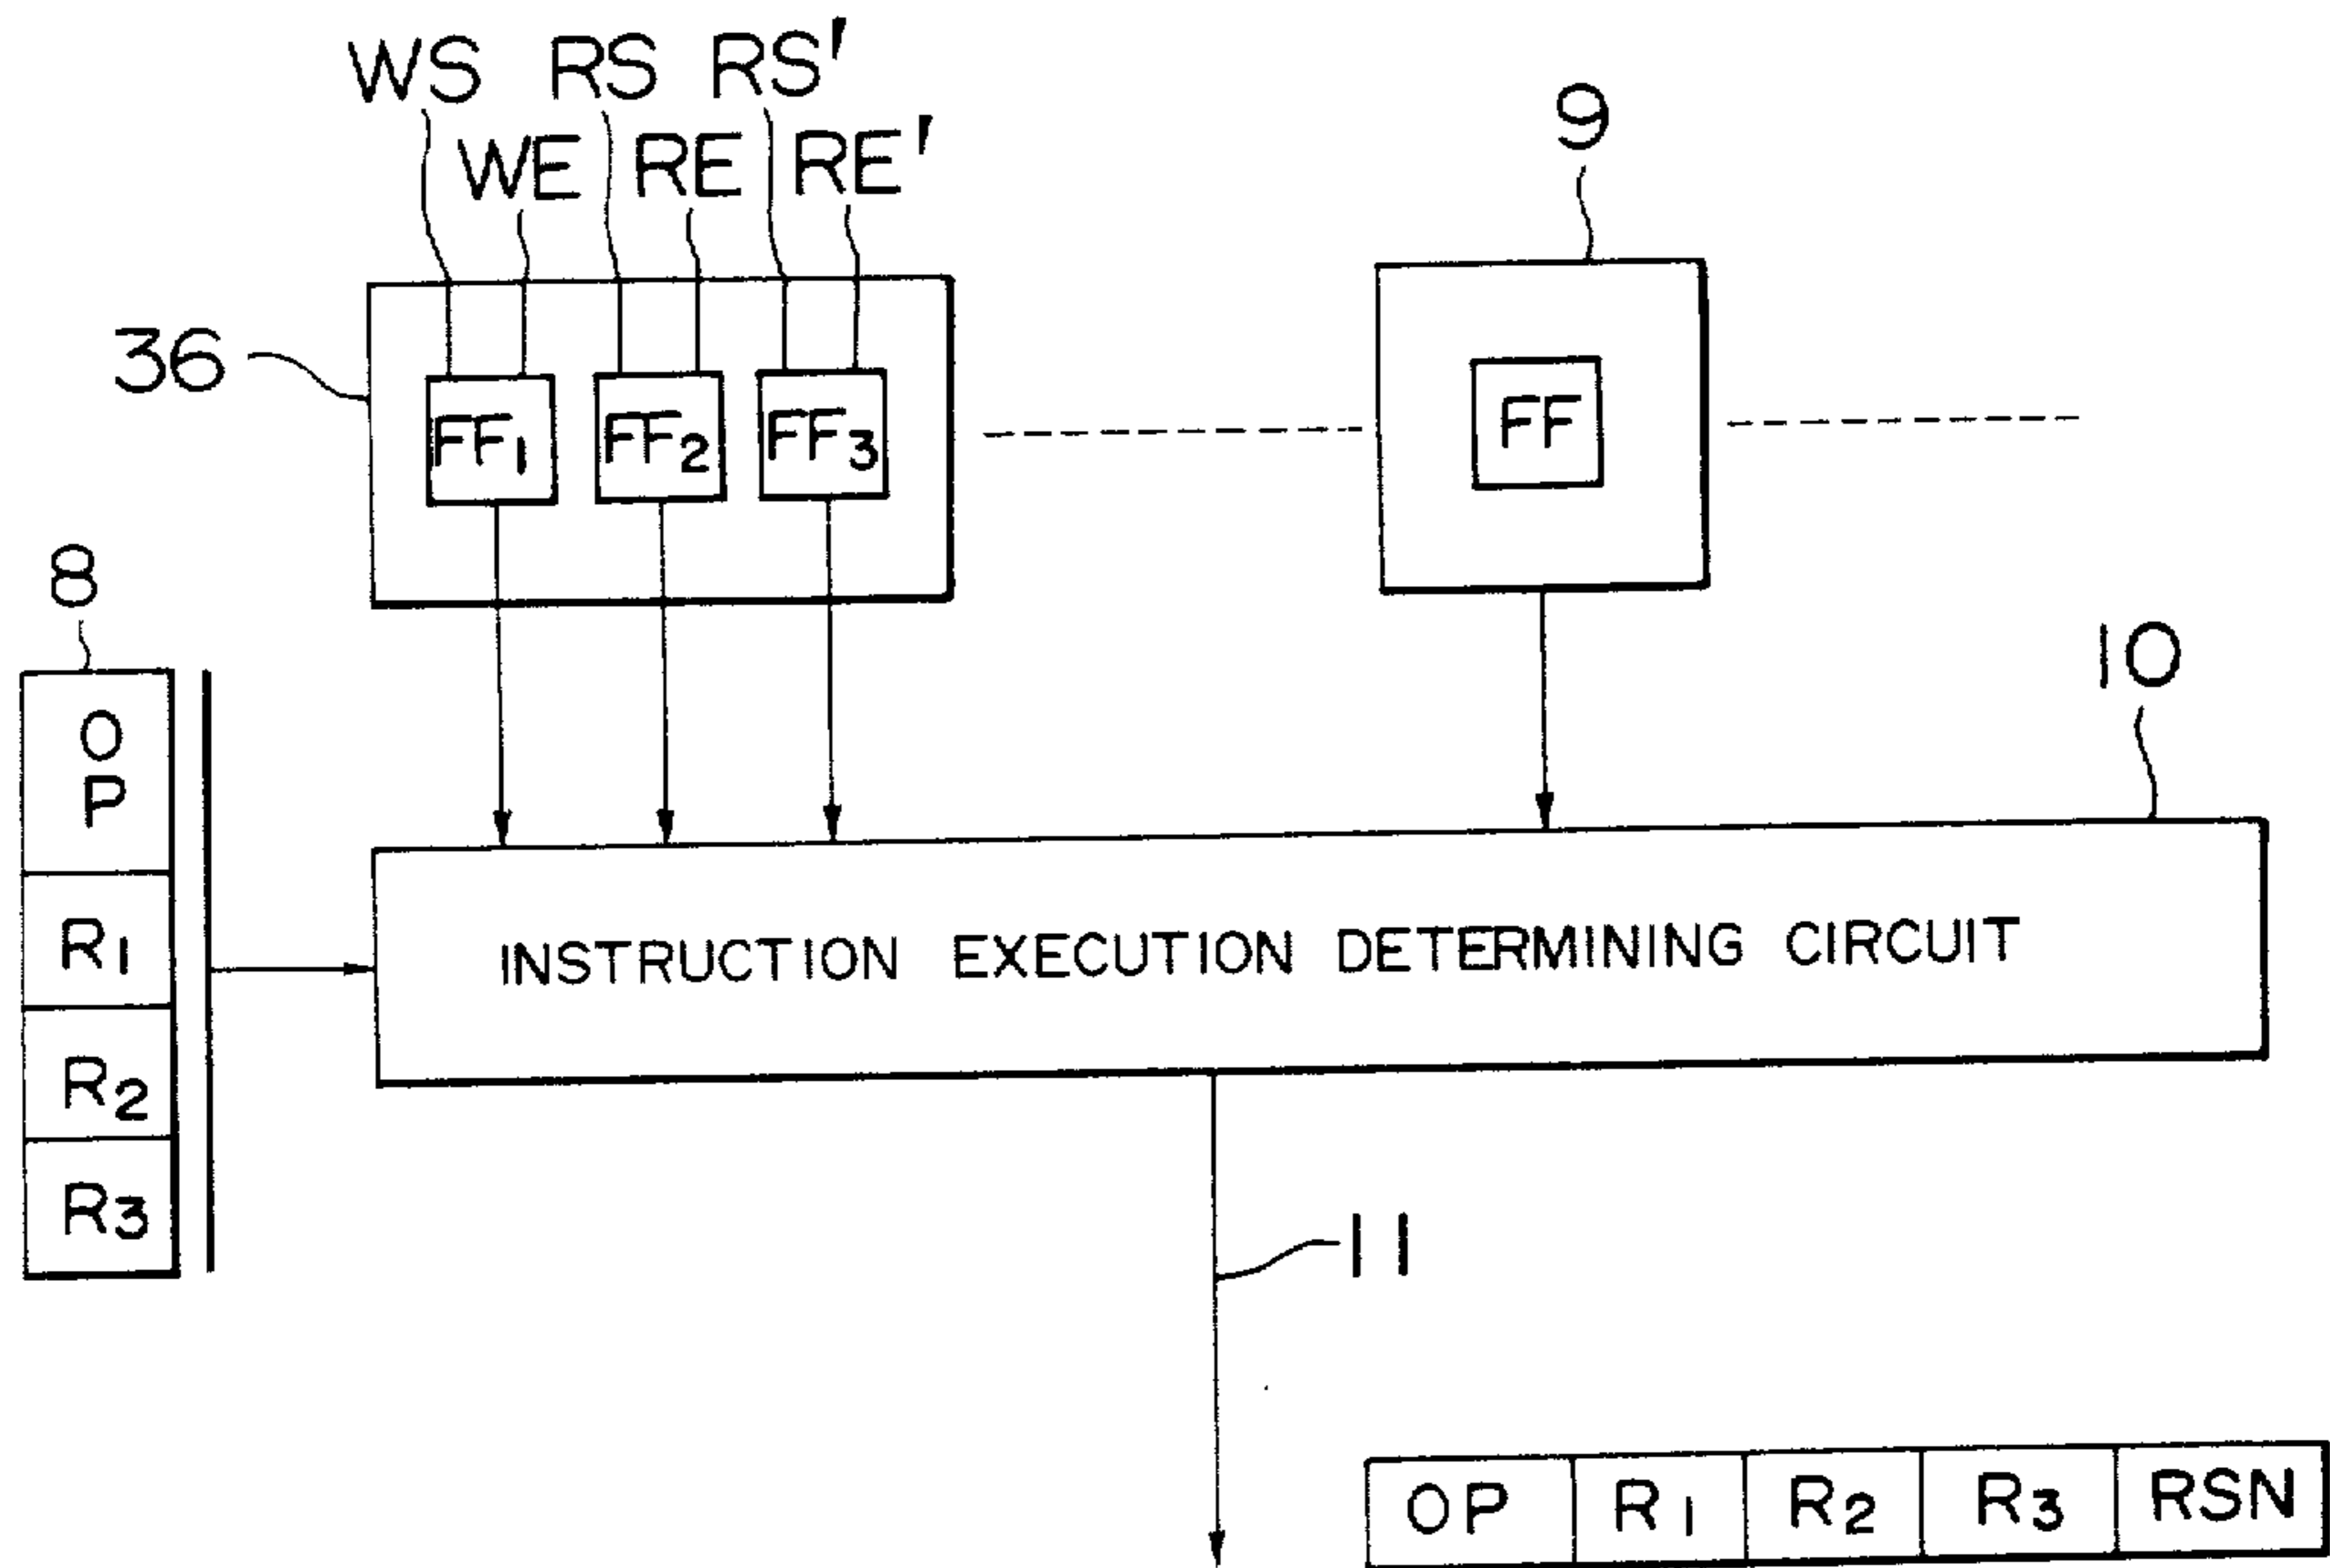 WS RS RS'
WE RE RE'
9
36
FF1 FF2 FF3
FF
8
10
O
P
R1
R2
R3
INSTRUCTION EXECUTION DETERMINING CIRCUIT
11
OP R1 R2 R3 RSN